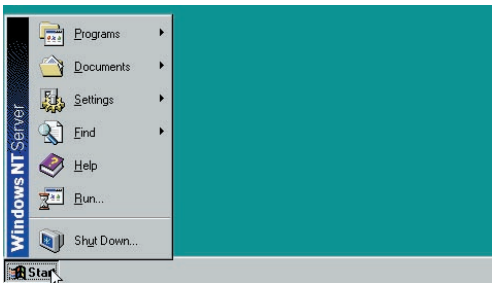 Programs
Documents
Settings
Find
Help
Run...
Shut Down...
Windows NT Server
Start